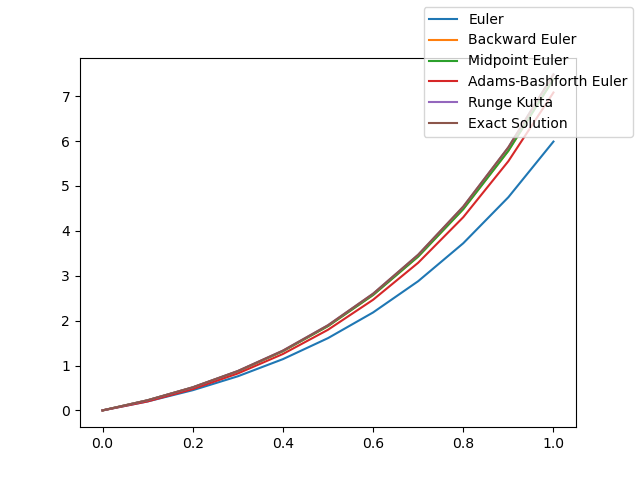 Euler
Backward Euler
Midpoint Euler
Adams-Bashforth Euler
Runge Kutta
Exact Solution
7
6
5
4
3
2
1
0
0.0 0.2 0.4 0.6 0.8 1.0